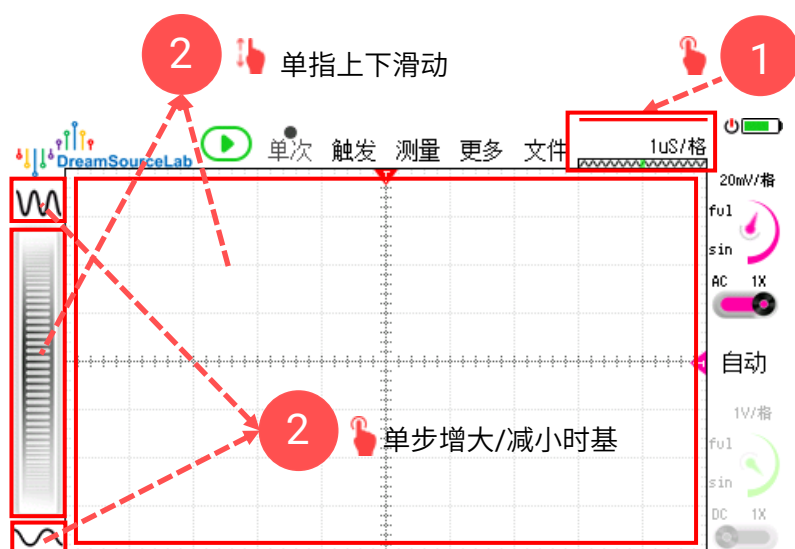 2
单指上下滑动
1
DreamSourceLab
单次 触发 测量 更多 文件
1uS/格
T
20mV/格
ful
sin
AC 1X
自动
2
单步增大/减小时基
1V/格
ful
sin
DC 1X